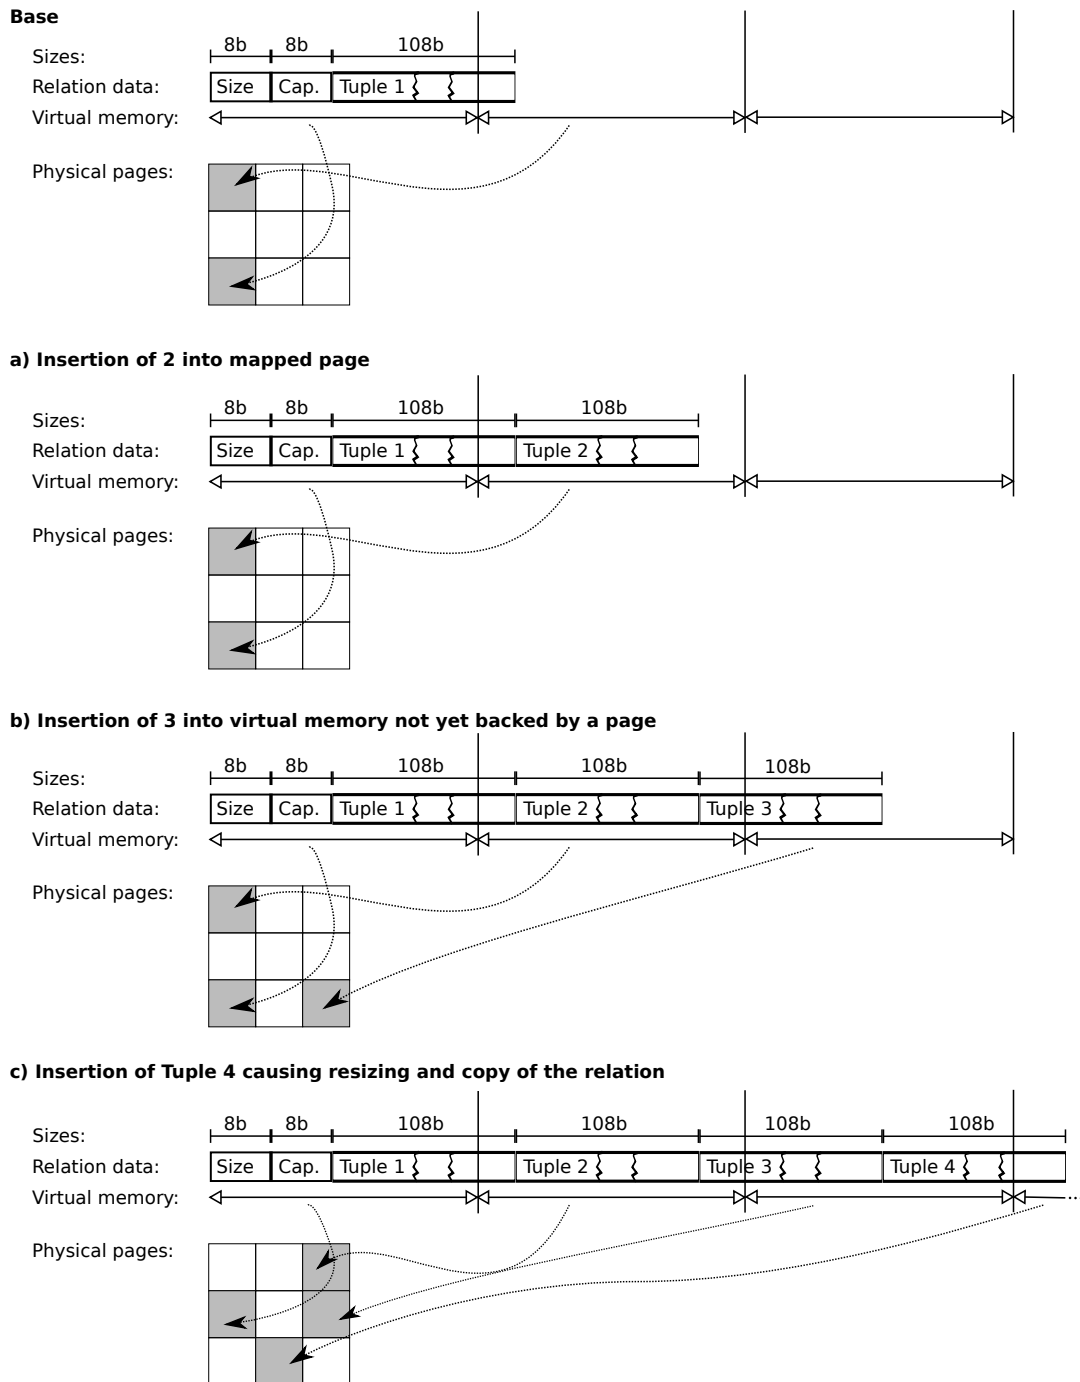 Base
8b 8b 108b
Sizes:
Relation data: Size Cap. Tuple 1
Virtual memory:
Physical pages:
a) Insertion of 2 into mapped page
8b 8b 108b 108b
Sizes:
Relation data: Size Cap. Tuple 1 Tuple 2
Virtual memory:
Physical pages:
b) Insertion of 3 into virtual memory not yet backed by a page
8b 8b 108b 108b 108b
Sizes:
Relation data: Size Cap. Tuple 1 Tuple 2 Tuple 3
Virtual memory:
Physical pages:
c) Insertion of Tuple 4 causing resizing and copy of the relation
8b 8b 108b 108b 108b 108b
Sizes:
Relation data: Size Cap. Tuple 1 Tuple 2 Tuple 3 Tuple 4
Virtual memory: ...
Physical pages: